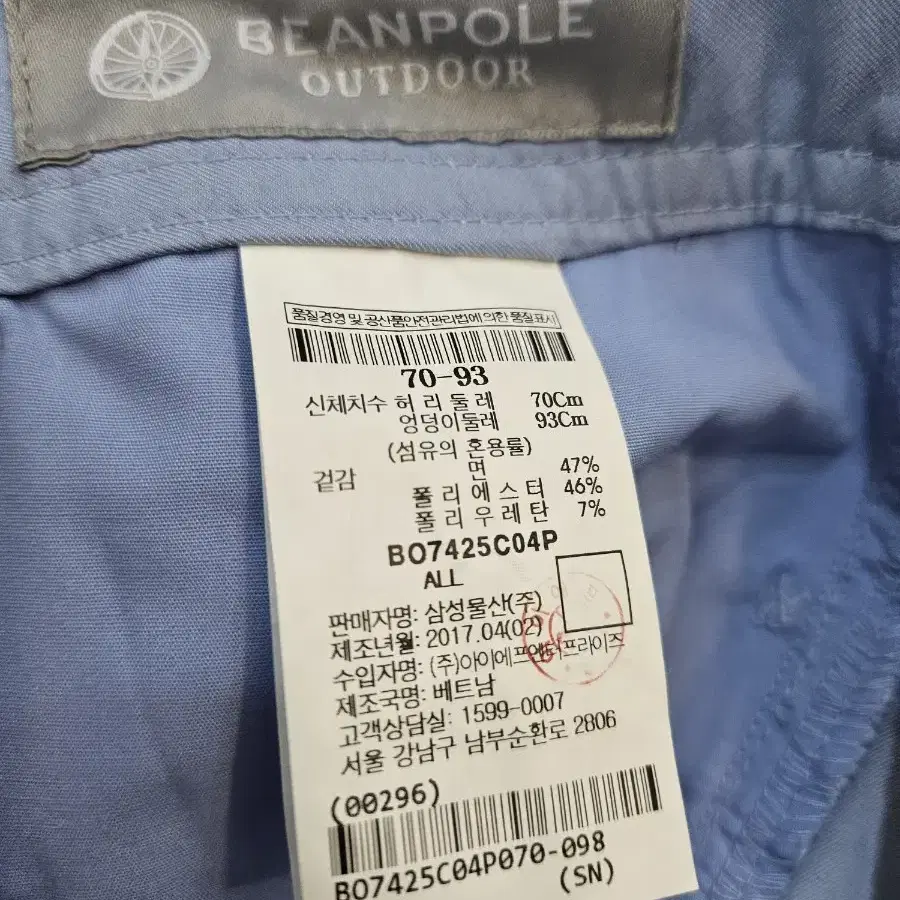 BEANPOLE
OUTDOOR
품질경영 및 공산품안전관리법에 의한 품질표시
70-93
신체치수 허리둘레 70Cm
엉덩이둘레 93Cm
(섬유의 혼용률)
겉감 면 47%
폴리에스터 46%
폴리우레탄 7%
BO7425C04P
ALL
판매자명: 삼성물산(주)
제조년월: 2017.04(02)
수입자명: (주)아이에프엔터프라이즈
제조국명: 베트남
고객상담실: 1599-0007
서울 강남구 남부순환로 2806
(00296)
BO7425C04P070-098
(SN)